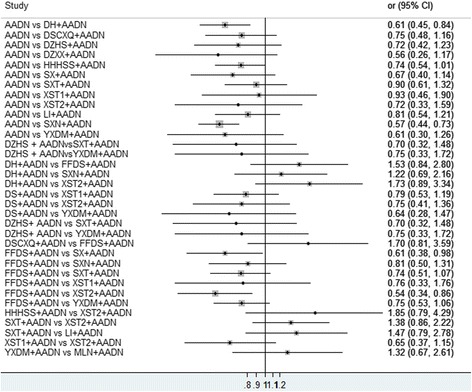 Study or (95% CI)
AADN vs DH+AADN 0.61 (0.45, 0.84)
AADN vs DSCXQ+AADN 0.75 (0.48, 1.16)
AADN vs DZHS+AADN 0.72 (0.42, 1.23)
AADN vs DZXX+AADN 0.56 (0.26, 1.17)
AADN vs HHHSS+AADN 0.74 (0.54, 1.01)
AADN vs SX+AADN 0.67 (0.40, 1.14)
AADN vs SXT+AADN 0.90 (0.61, 1.32)
AADN vs XST1+AADN 0.93 (0.46, 1.90)
AADN vs XST2+AADN 0.72 (0.33, 1.59)
AADN vs LI+AADN 0.81 (0.54, 1.21)
AADN vs SXN+AADN 0.57 (0.44, 0.73)
AADN vs YXDM+AADN 0.61 (0.30, 1.26)
DZHS + AADNvsSXT+AADN 0.70 (0.32, 1.48)
DZHS + AADNvsYXDM+AADN 0.75 (0.33, 1.72)
DH+AADN vs FFDS+AADN 1.53 (0.84, 2.80)
DH+AADN vs SXN+AADN 1.22 (0.69, 2.16)
DH+AADN vs XST2+AADN 1.73 (0.89, 3.34)
DS+AADN vs XST1+AADN 0.79 (0.53, 1.19)
DS+AADN vs XST2+AADN 0.75 (0.41, 1.36)
DS+AADN vs YXDM+AADN 0.64 (0.28, 1.47)
DZHS+ AADN vs SXT+AADN 0.70 (0.32, 1.48)
DZHS+ AADN vs YXDM+AADN 0.75 (0.33, 1.72)
DSCXQ+AADN vs FFDS+AADN 1.70 (0.81, 3.59)
FFDS+AADN vs SX+AADN 0.61 (0.38, 0.98)
FFDS+AADN vs SXN+AADN 0.81 (0.50, 1.31)
FFDS+AADN vs SXT+AADN 0.74 (0.51, 1.07)
FFDS+AADN vs XST1+AADN 0.76 (0.33, 1.76)
FFDS+AADN vs XST2+AADN 0.54 (0.34, 0.86)
FFDS+AADN vs YXDM+AADN 0.75 (0.53, 1.06)
HHHSS+AADN vs XST2+AADN 1.85 (0.79, 4.29)
SXT+AADN vs XST2+AADN 1.38 (0.86, 2.22)
SXT+AADN vs LI+AADN 1.47 (0.79, 2.78)
XST1+AADN vs XST2+AADN 0.65 (0.37, 1.15)
YXDM+AADN vs MLN+AADN 1.32 (0.67, 2.61)
.8 .9 1 1.1 1.2